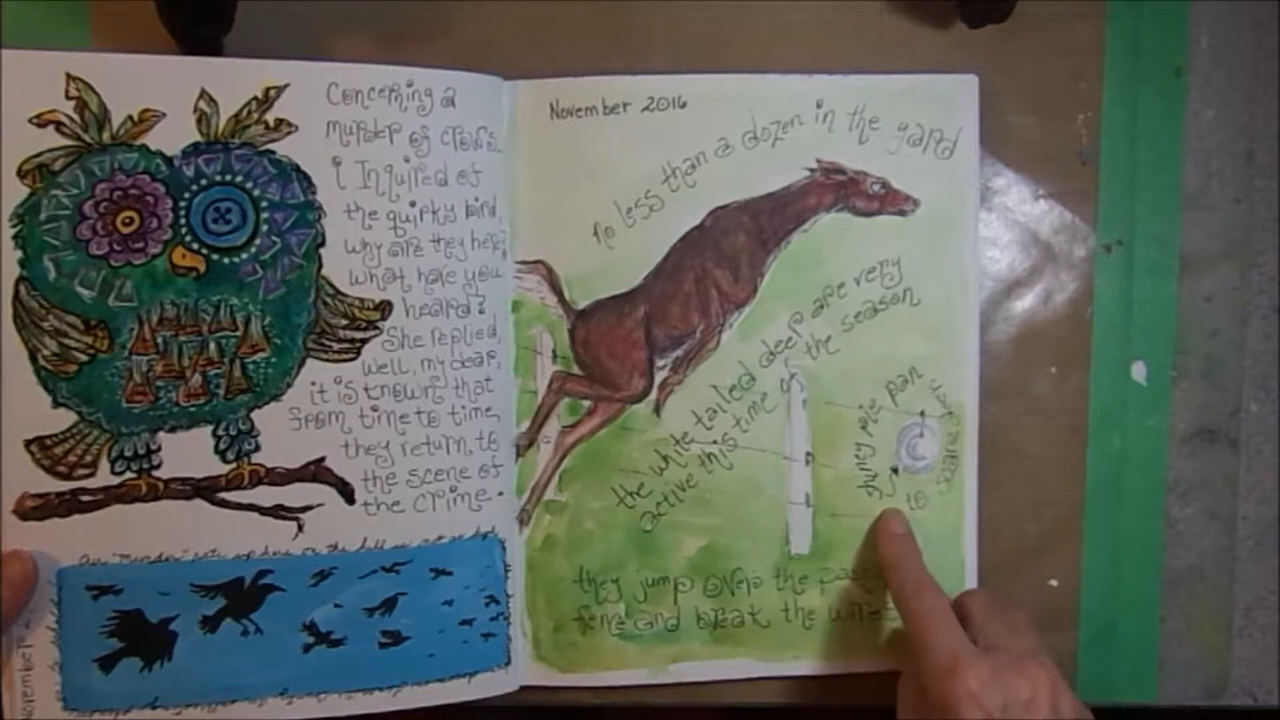 Concerning a
murder of crows.
i Inquired of
the quirky bird,
why are they here?
what have you
heard?
She replied,
well, my dear,
it is known that
from time to time,
they return, to
the scene of
the crime.
November
November 2016
no less than a dozen in the yard
the white tailed deer are very
active this time of the season
pie pan
to scare
they jump over the
fence and break the wires